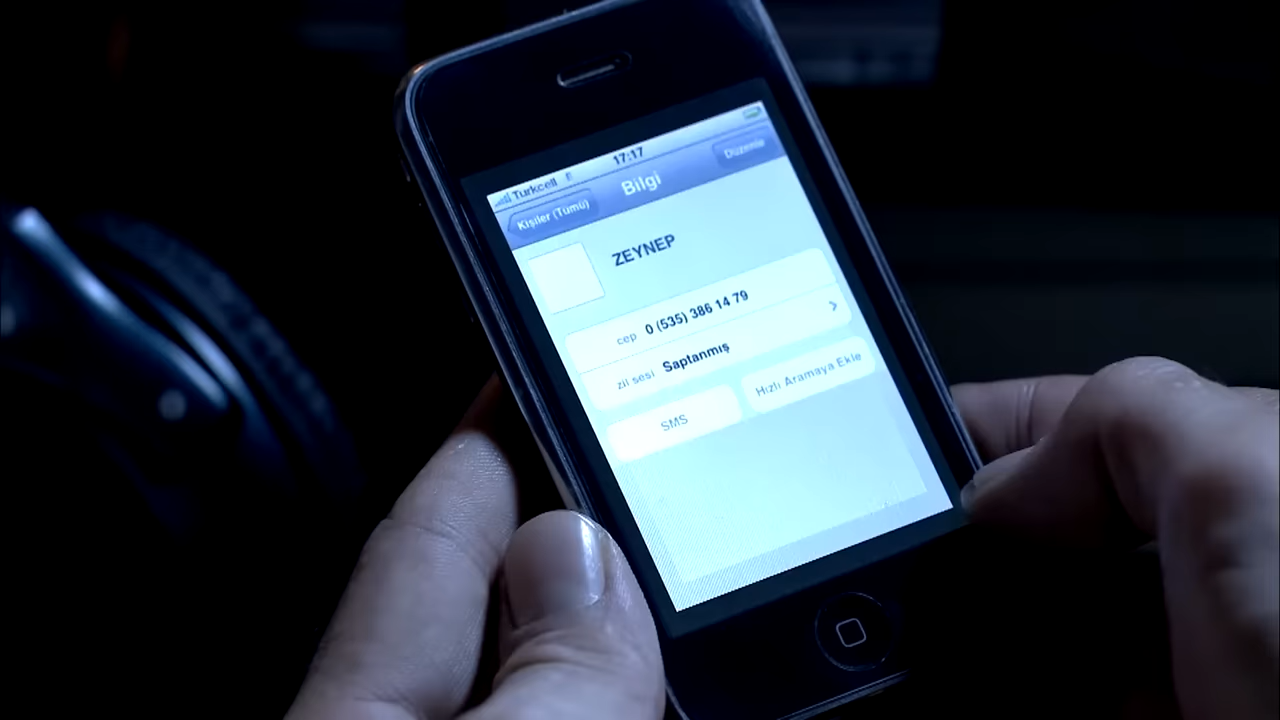 Turkcell E 17:17
Kişiler (Tümü) Bilgi Düzenle
ZEYNEP
cep 0 (535) 386 14 79
zil sesi Saptanmış
SMS Hızlı Aramaya Ekle